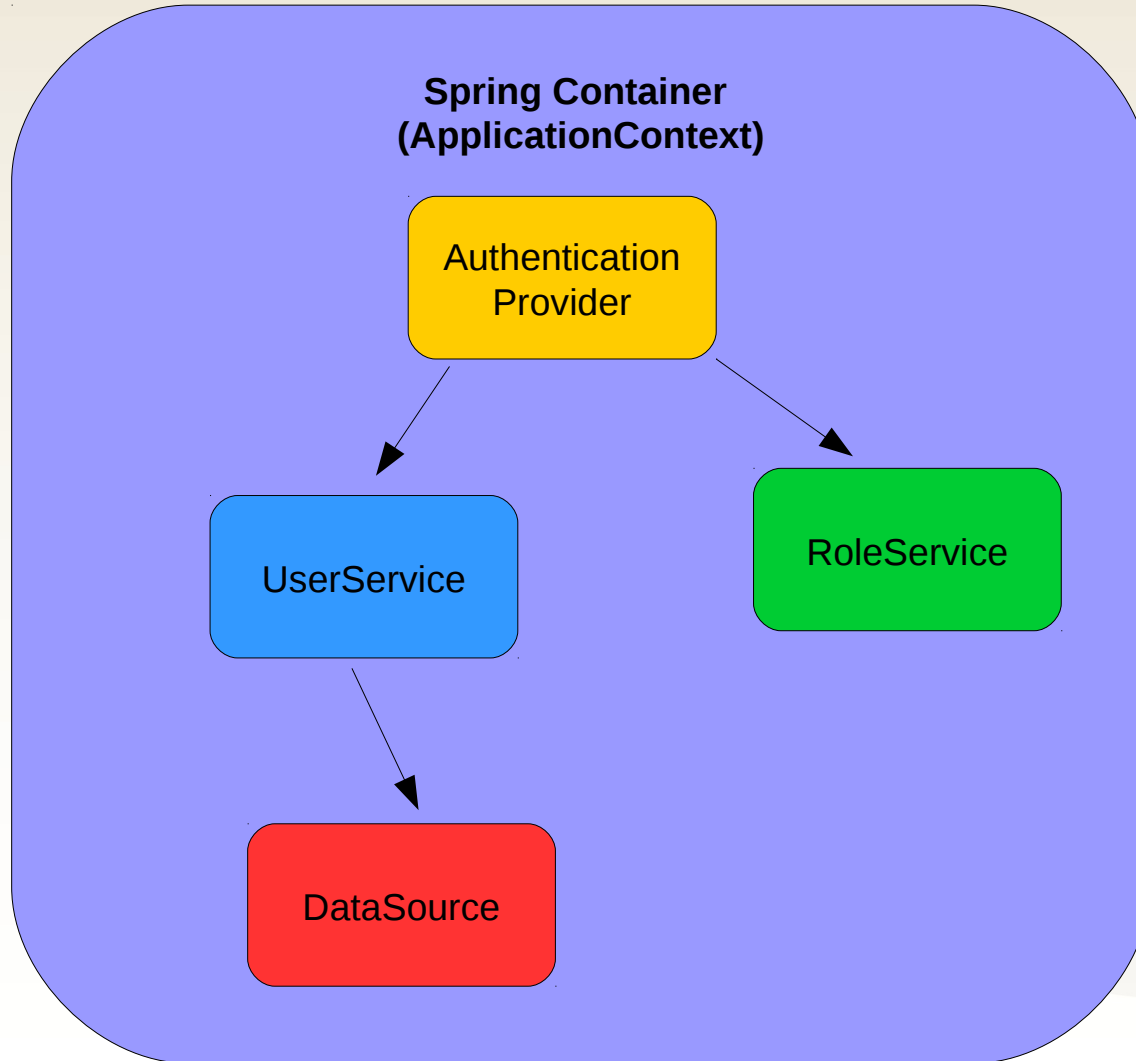 Spring Container
(ApplicationContext)
Authentication
Provider
UserService
RoleService
DataSource